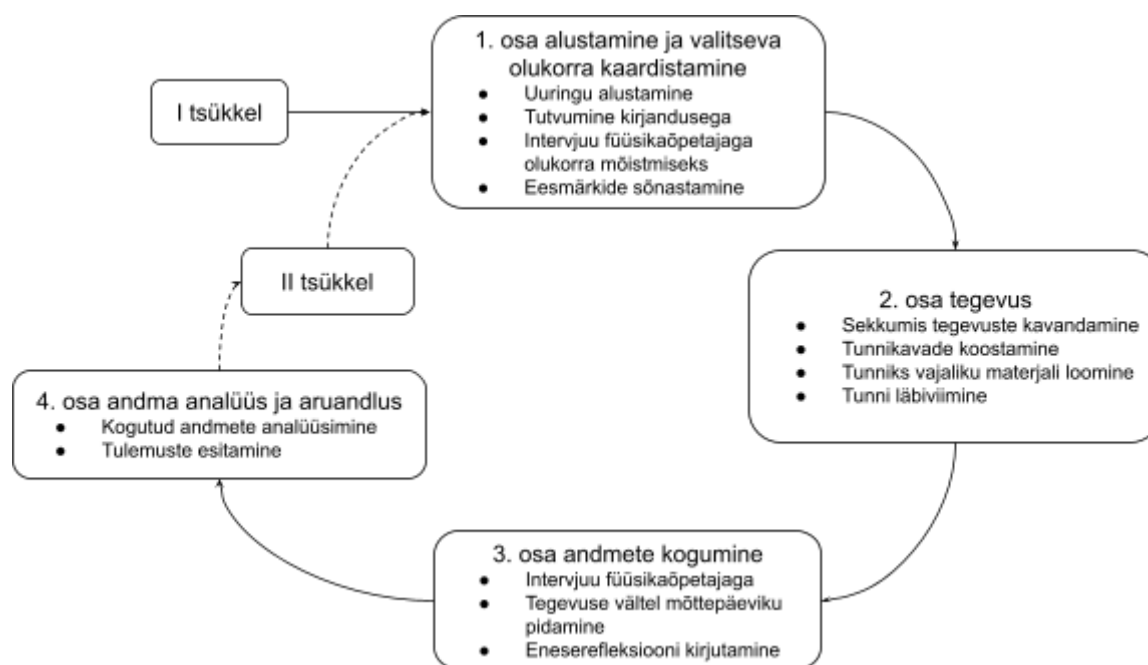 1. osa alustamine ja valitseva
olukorra kaardistamine
● Uuringu alustamine
● Tutvumine kirjandusega
● Intervjuu füüsikaõpetajaga
olukorra mõistmiseks
● Eesmärkide sõnastamine
I tsükkel
II tsükkel
2. osa tegevus
● Sekkumis tegevuste kavandamine
● Tunnikavade koostamine
● Tunniks vajaliku materjali loomine
● Tunni läbiviimine
4. osa andma analüüs ja aruandlus
● Kogutud andmete analüüsimine
● Tulemuste esitamine
3. osa andmete kogumine
● Intervjuu füüsikaõpetajaga
● Tegevuse vältel mõttepäeviku
pidamine
● Eneserefleksiooni kirjutamine